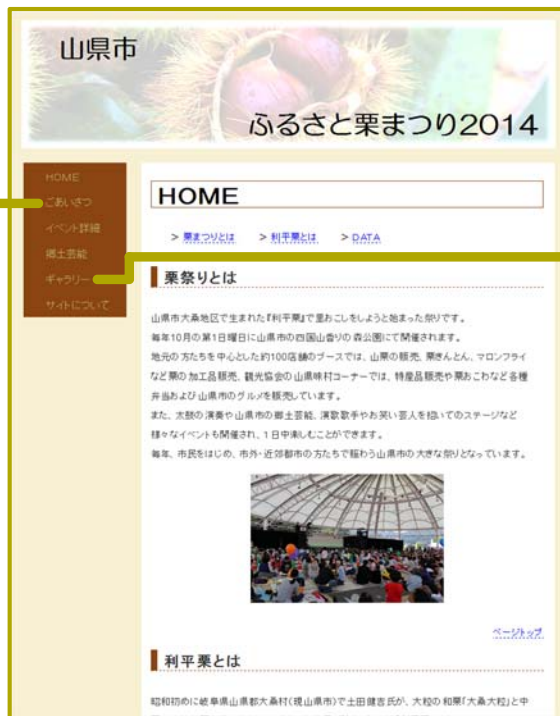 山県市
ふるさと栗まつり2014
HOME
ごあいさつ
イベント詳細
郷土芸能
ギャラリー
サイトについて
HOME
> 栗まつりとは > 利平栗とは > DATA
栗祭りとは
山県市大桑地区で生まれた『利平栗』で里おこしをしようと始まった祭りです。
毎年10月の第1日曜日に山県市の四国山香りの森公園にて開催されます。
地元の方たちを中心とした約100店舗のブースでは、山栗の販売、栗きんとん、マロンフライ
など栗の加工品販売、観光協会の山県味村コーナーでは、特産品販売や栗おこわなど各種
弁当および山県市のグルメを販売しています。
また、太鼓の演奏や山県市の郷土芸能、演歌歌手やお笑い芸人を招いてのステージなど
様々なイベントも開催され、1日中楽しむことができます。
毎年、市民をはじめ、市外・近郊都市の方たちで賑わう山県市の大きな祭りとなっています。
ページトップ
利平栗とは
昭和初めに岐阜県山県郡大桑村(現山県市)で土田健吉氏が、大粒の和栗「大桑大粒」と中